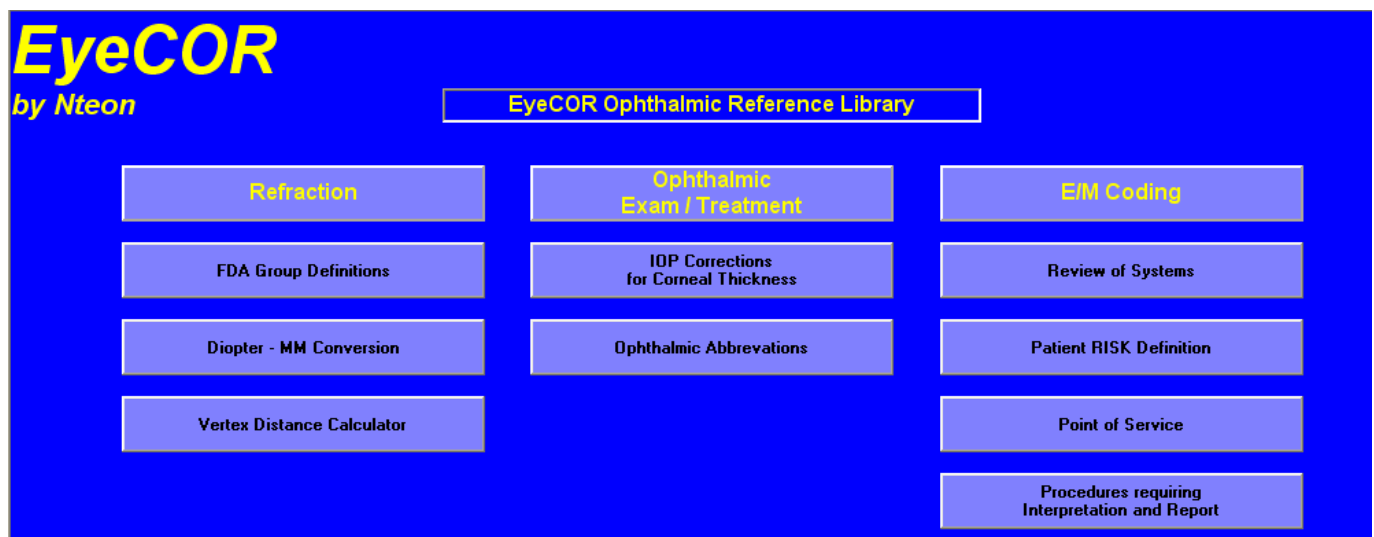 EyeCOR
by Nteon
EyeCOR Ophthalmic Reference Library
Refraction
Ophthalmic
Exam / Treatment
E/M Coding
FDA Group Definitions
IOP Corrections
for Corneal Thickness
Review of Systems
Diopter - MM Conversion
Ophthalmic Abbrevations
Patient RISK Definition
Vertex Distance Calculator
Point of Service
Procedures requiring
Interpretation and Report